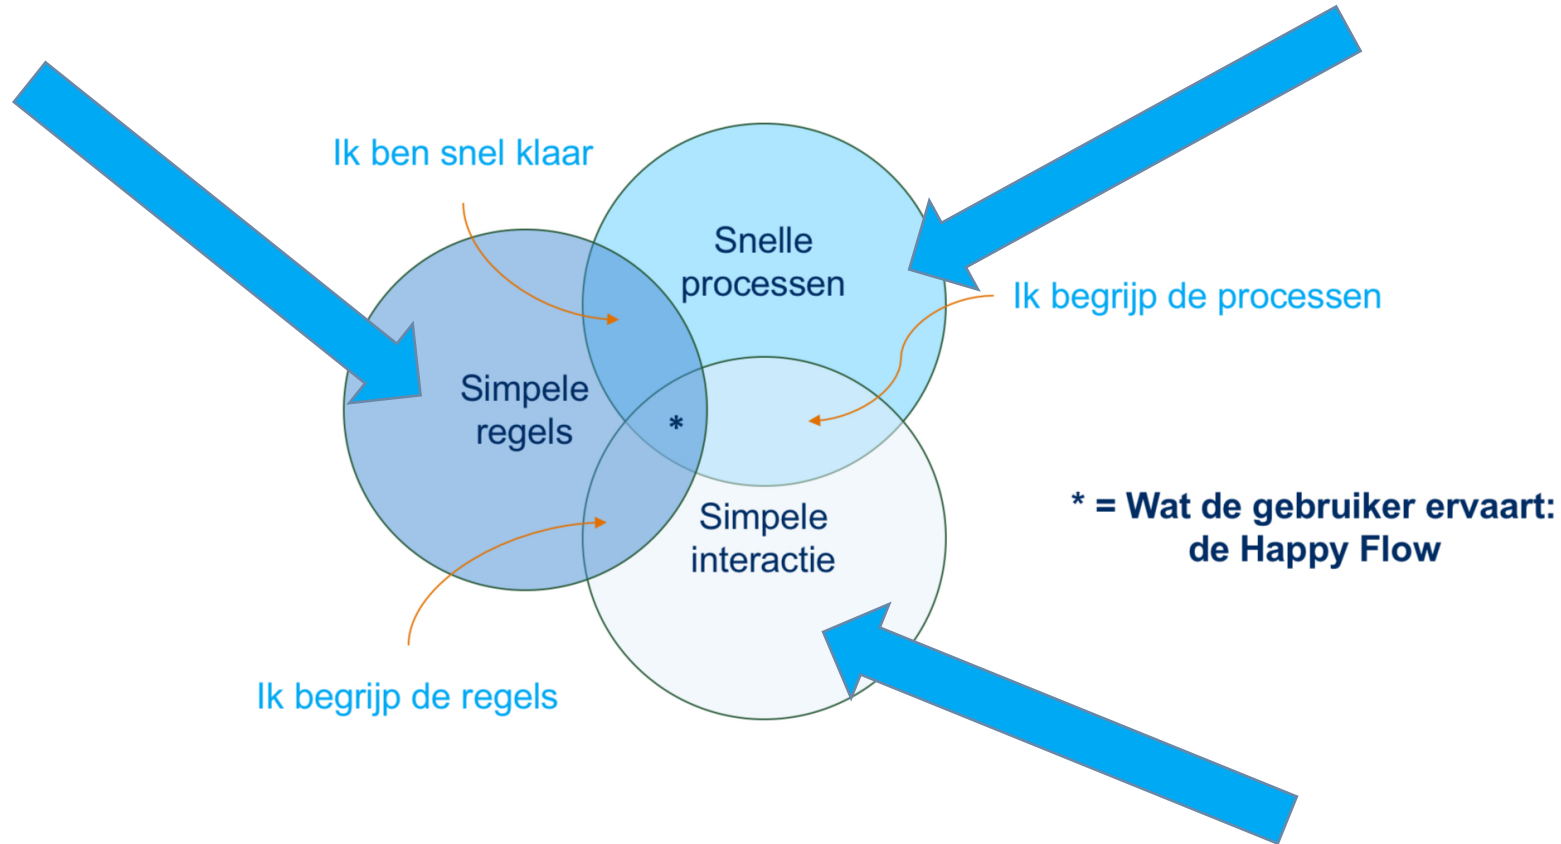 Ik ben snel klaar
Snelle
processen
Ik begrijp de processen
Simpele
regels
*
* = Wat de gebruiker ervaart:
de Happy Flow
Simpele
interactie
Ik begrijp de regels